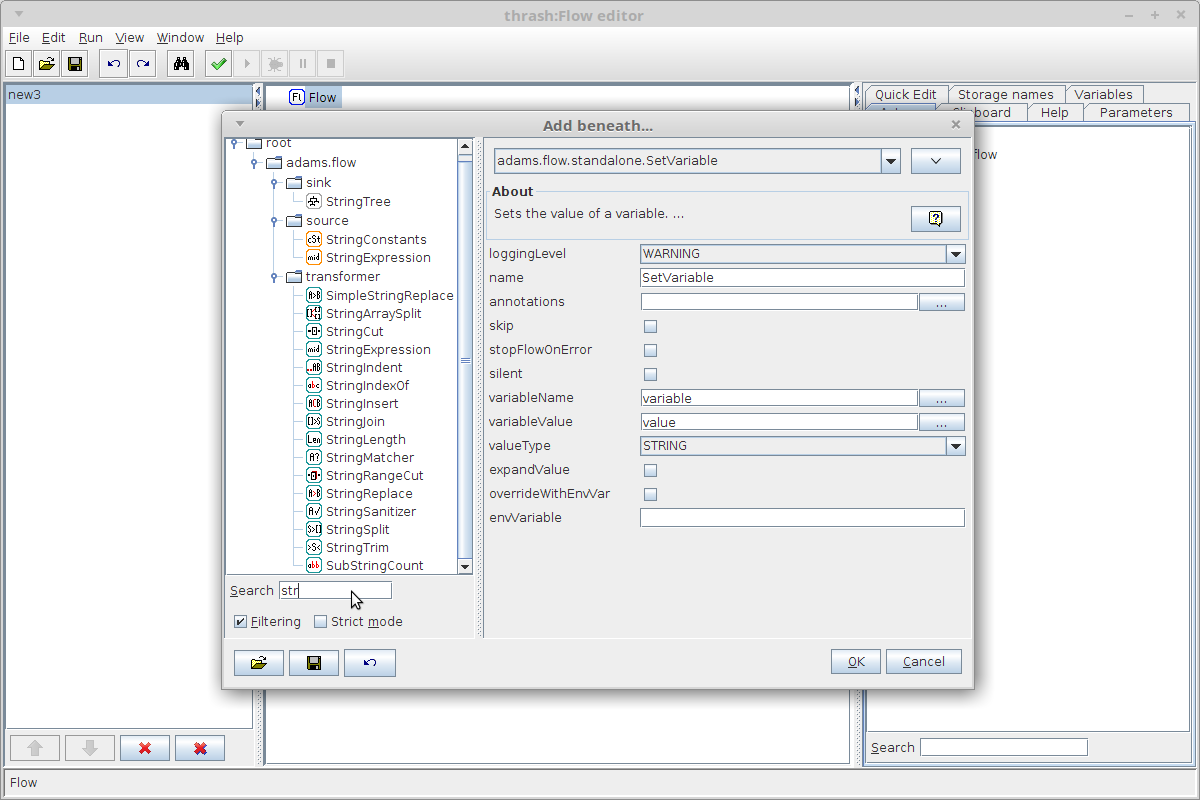 thrash:Flow editor
File Edit Run View Window Help
new3
Flow
Quick Edit Storage names Variables
Help Parameters
Add beneath...
root
adams.flow
sink
StringTree
source
StringConstants
StringExpression
transformer
SimpleStringReplace
StringArraySplit
StringCut
StringExpression
StringIndent
StringIndexOf
StringInsert
StringJoin
StringLength
StringMatcher
StringRangeCut
StringReplace
StringSanitizer
StringSplit
StringTrim
SubStringCount
Search str
Filtering Strict mode
adams.flow.standalone.SetVariable
About
Sets the value of a variable. ...
loggingLevel WARNING
name SetVariable
annotations ...
skip
stopFlowOnError
silent
variableName variable ...
variableValue value ...
valueType STRING
expandValue
overrideWithEnvVar
envVariable
OK Cancel
Search
Flow